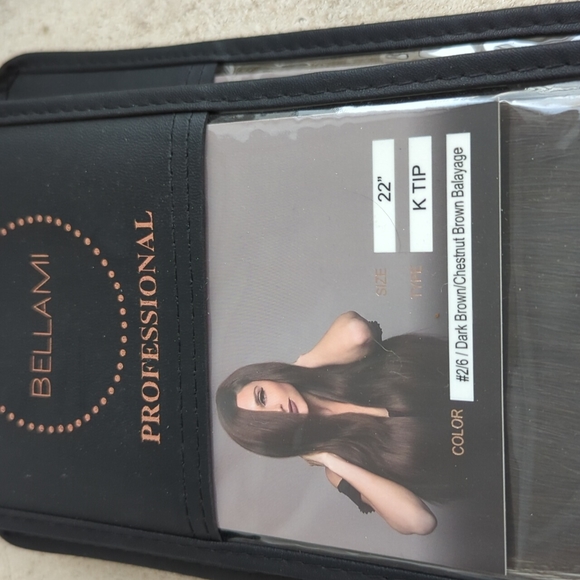 BELLAMI
PROFESSIONAL
SIZE 22"
TYPE K TIP
COLOR #2/6 / Dark Brown/Chestnut Brown Balayage